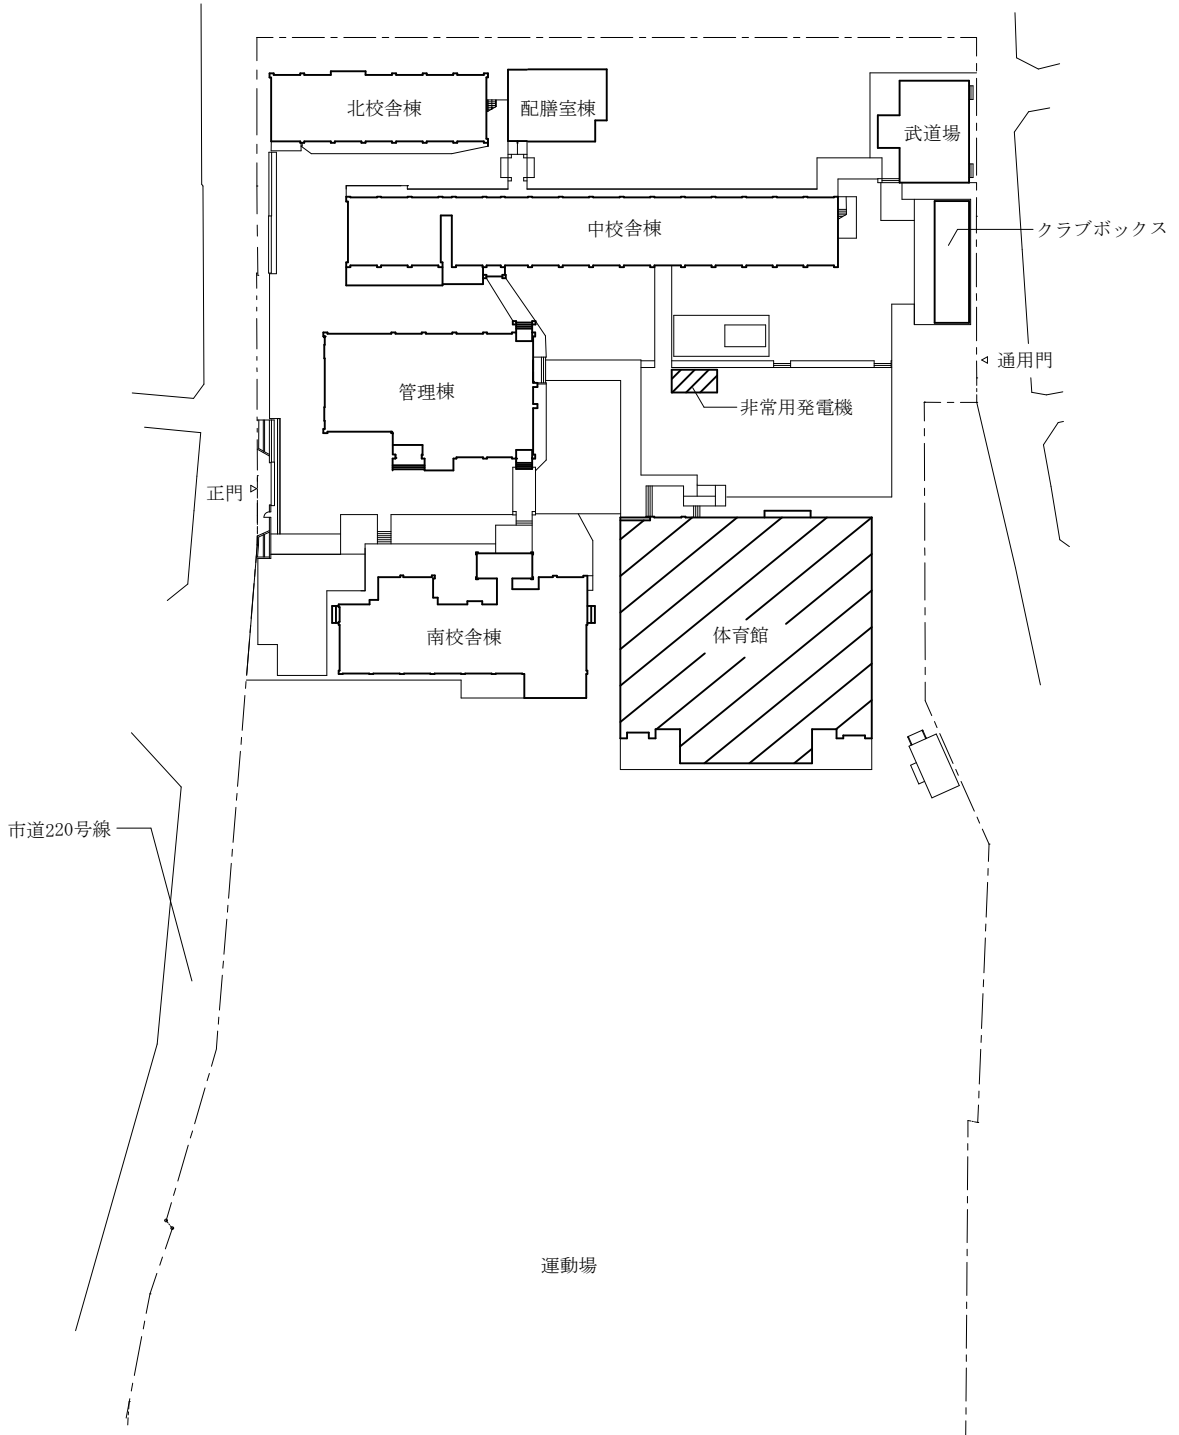 北校舎棟
配膳室棟
武道場
中校舎棟
クラブボックス
通用門
管理棟
非常用発電機
正門
南校舎棟
体育館
市道220号線
運動場